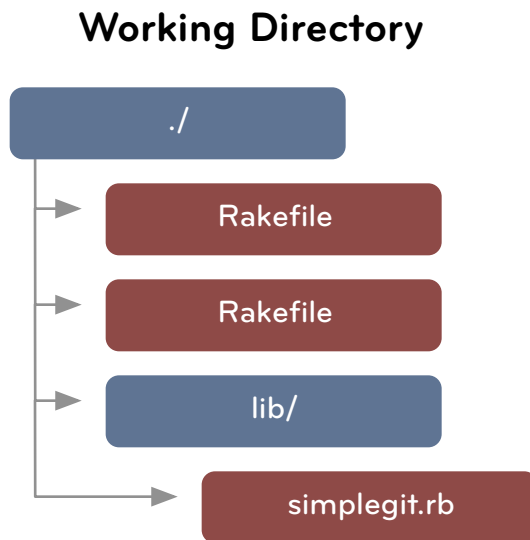 Working Directory
./
Rakefile
Rakefile
lib/
simplegit.rb